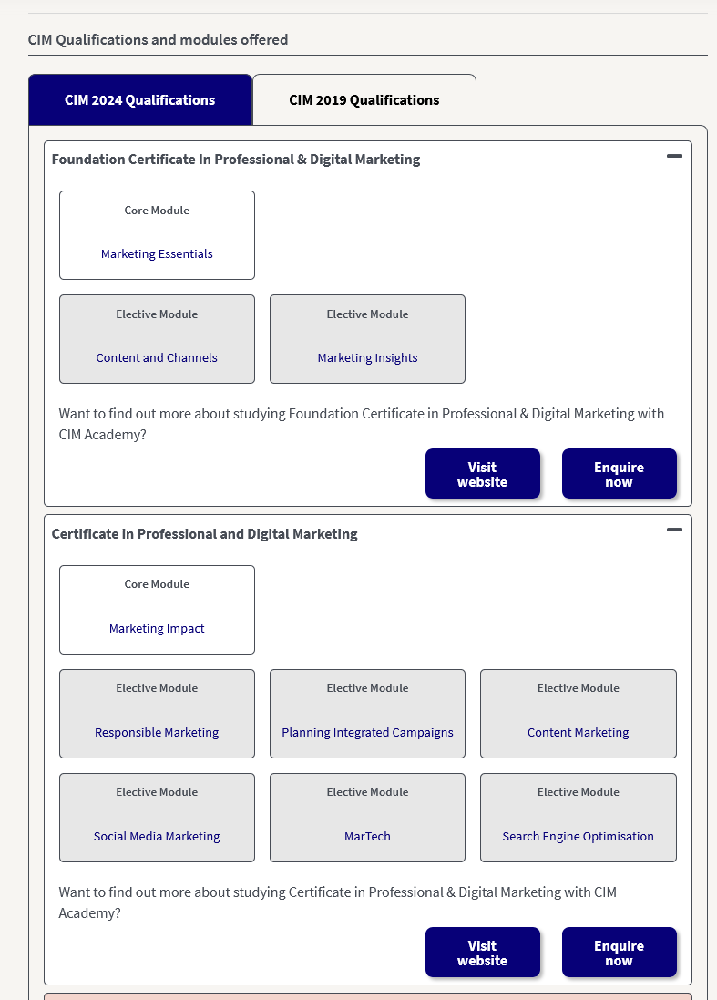 CIM Qualifications and modules offered
CIM 2024 Qualifications
CIM 2019 Qualifications
Foundation Certificate In Professional & Digital Marketing
Core Module
Marketing Essentials
Elective Module
Content and Channels
Elective Module
Marketing Insights
Want to find out more about studying Foundation Certificate in Professional & Digital Marketing with
CIM Academy?
Visit
website
Enquire
now
Certificate in Professional and Digital Marketing
Core Module
Marketing Impact
Elective Module
Responsible Marketing
Elective Module
Planning Integrated Campaigns
Elective Module
Content Marketing
Elective Module
Social Media Marketing
Elective Module
MarTech
Elective Module
Search Engine Optimisation
Want to find out more about studying Certificate in Professional & Digital Marketing with CIM
Academy?
Visit
website
Enquire
now